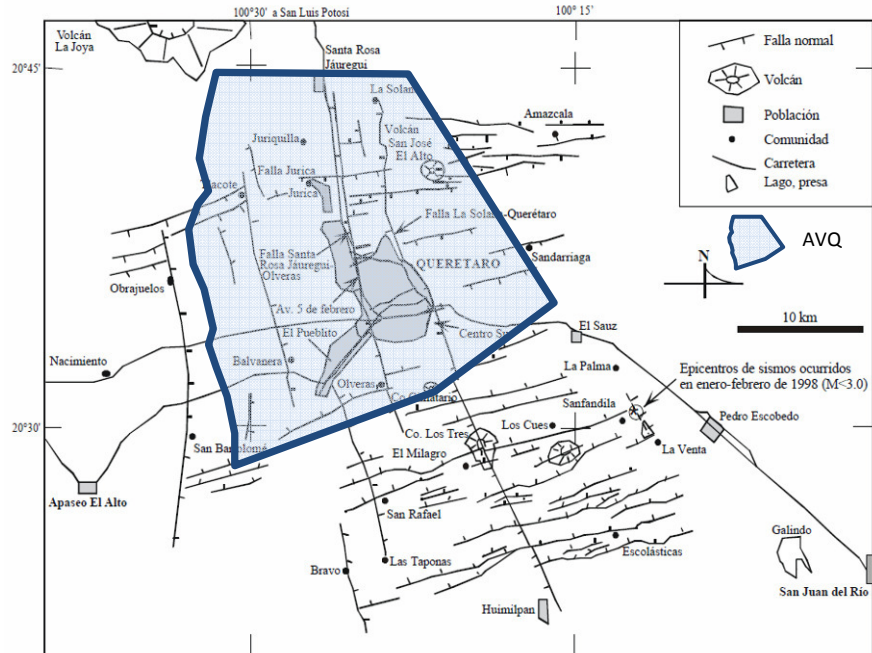 100°30' a San Luis Potosí
100° 15'
Volcán
La Joya
20°45'
Santa Rosa
Jáuregui
La Solana
Volcán
San José
El Alto
Amazcala
Juriquilla
Falla Jurica
Jurica
Tlacote
Falla La Solana-Querétaro
Falla Santa
Rosa Jáuregui-
Olveras
QUERÉTARO
Sandarriaga
Obrajuelos
Av. 5 de febrero
El Pueblito
Centro Sur
El Sauz
Nacimiento
Balvanera
La Palma
Olveras
Co. Cimatario
Sanfandila
Epicentros de sismos ocurridos
en enero-febrero de 1998 (M<3.0)
20°30'
San Bartolomé
Co. Los Tres
Los Cues
Pedro Escobedo
El Milagro
La Venta
Apaseo El Alto
San Rafael
Galindo
Escolásticas
Bravo
Las Taponas
San Juan del Río
Huimilpan
Falla normal
Volcán
Población
Comunidad
Carretera
Lago, presa
AVQ
N
10 km